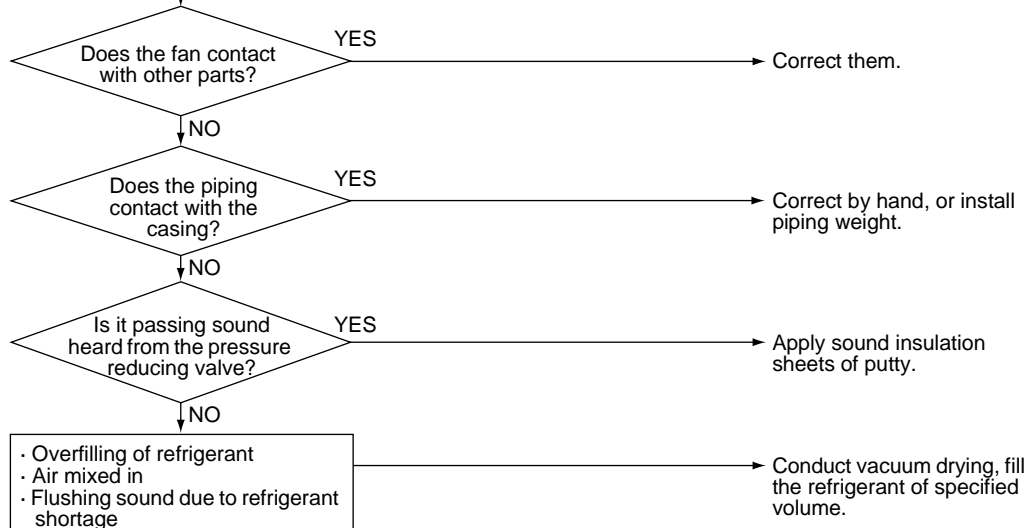 Does the fan contact
with other parts?
YES
Correct them.
NO
Does the piping
contact with the
casing?
YES
Correct by hand, or install
piping weight.
NO
Is it passing sound
heard from the pressure
reducing valve?
YES
Apply sound insulation
sheets of putty.
NO
· Overfilling of refrigerant
· Air mixed in
· Flushing sound due to refrigerant
shortage
Conduct vacuum drying, fill
the refrigerant of specified
volume.